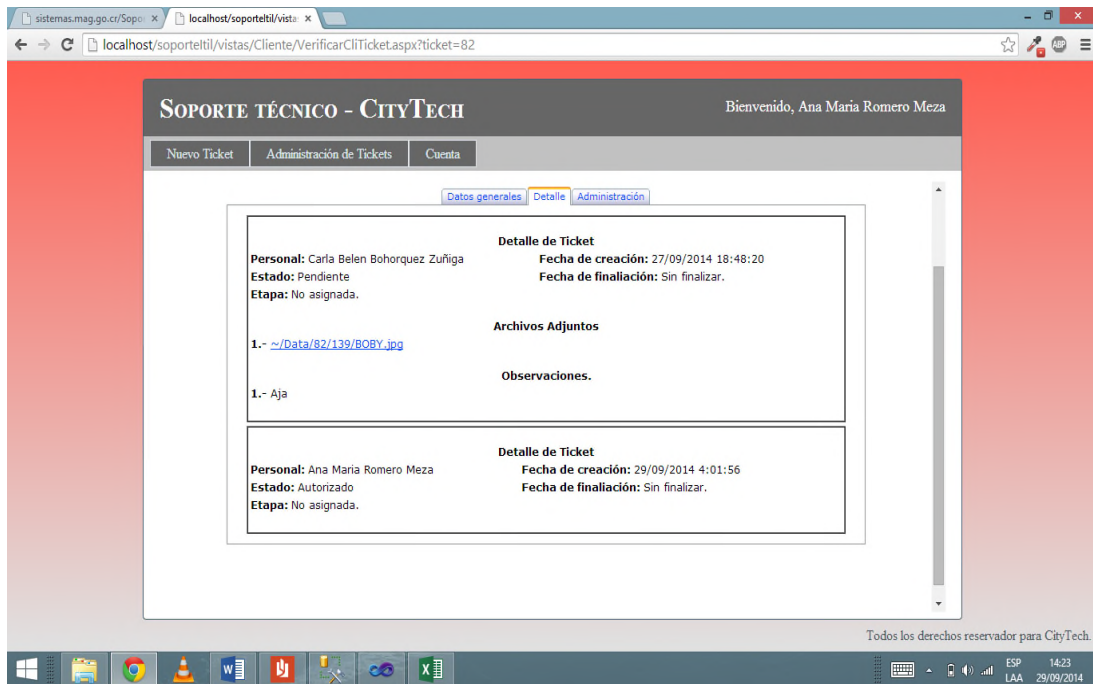 sistemas.mag.go.cr/Sopo
localhost/soporteltil/vista
localhost/soporteltil/vistas/Cliente/VerificarCliTicket.aspx?ticket=82
ABP
SOPORTE TÉCNICO - CITYTECH
Bienvenido, Ana Maria Romero Meza
Nuevo Ticket Administración de Tickets Cuenta
Datos generales Detalle Administración
Detalle de Ticket
Personal: Carla Belen Bohorquez Zuñiga Fecha de creación: 27/09/2014 18:48:20
Estado: Pendiente Fecha de finaliación: Sin finalizar.
Etapa: No asignada.
Archivos Adjuntos
1.- ~/Data/82/139/BOBY.jpg
Observaciones.
1.- Aja
Detalle de Ticket
Personal: Ana Maria Romero Meza Fecha de creación: 29/09/2014 4:01:56
Estado: Autorizado Fecha de finaliación: Sin finalizar.
Etapa: No asignada.
Todos los derechos reservador para CityTech.
ESP 14:23
LAA 29/09/2014